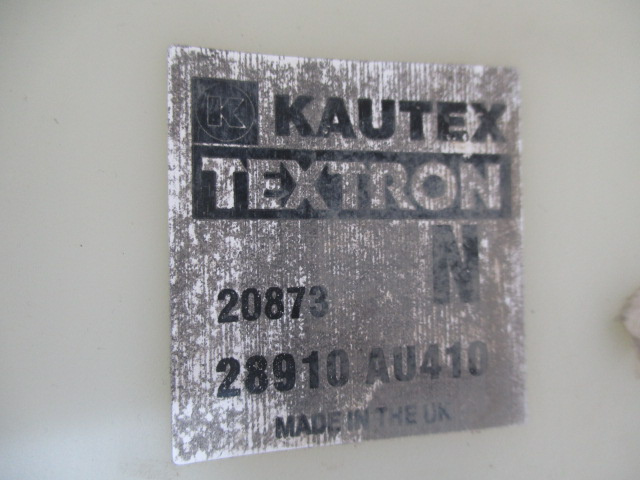 K KAUTEX
TEXTRON
N
20873
28910 AU410
MADE IN THE UK